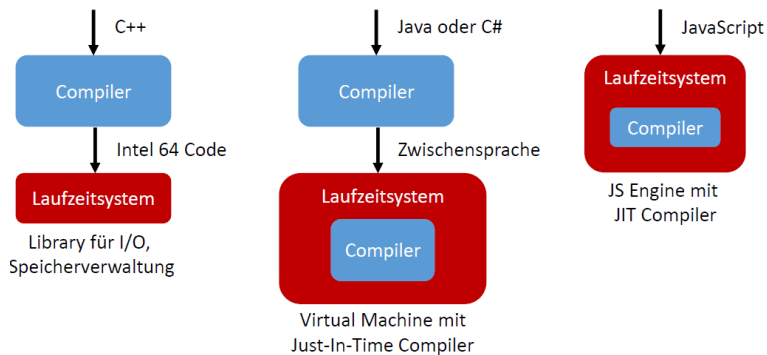 C++
Compiler
Intel 64 Code
Laufzeitsystem
Library für I/O,
Speicherverwaltung
Java oder C#
Compiler
Zwischensprache
Laufzeitsystem
Compiler
Virtual Machine mit
Just-In-Time Compiler
JavaScript
Laufzeitsystem
Compiler
JS Engine mit
JIT Compiler